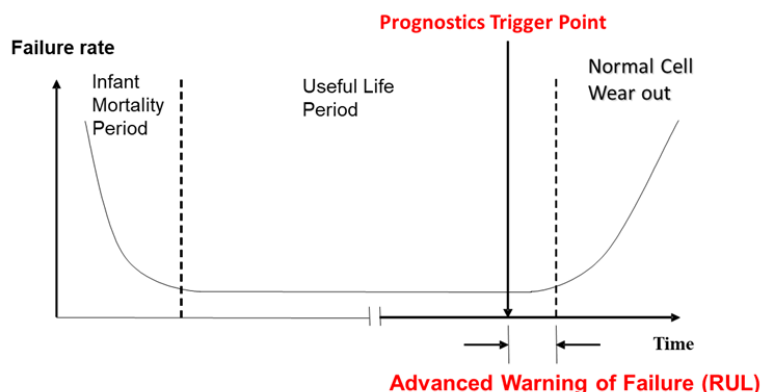 Prognostics Trigger Point
Failure rate
Infant
Mortality
Period
Useful Life
Period
Normal Cell
Wear out
Time
Advanced Warning of Failure (RUL)